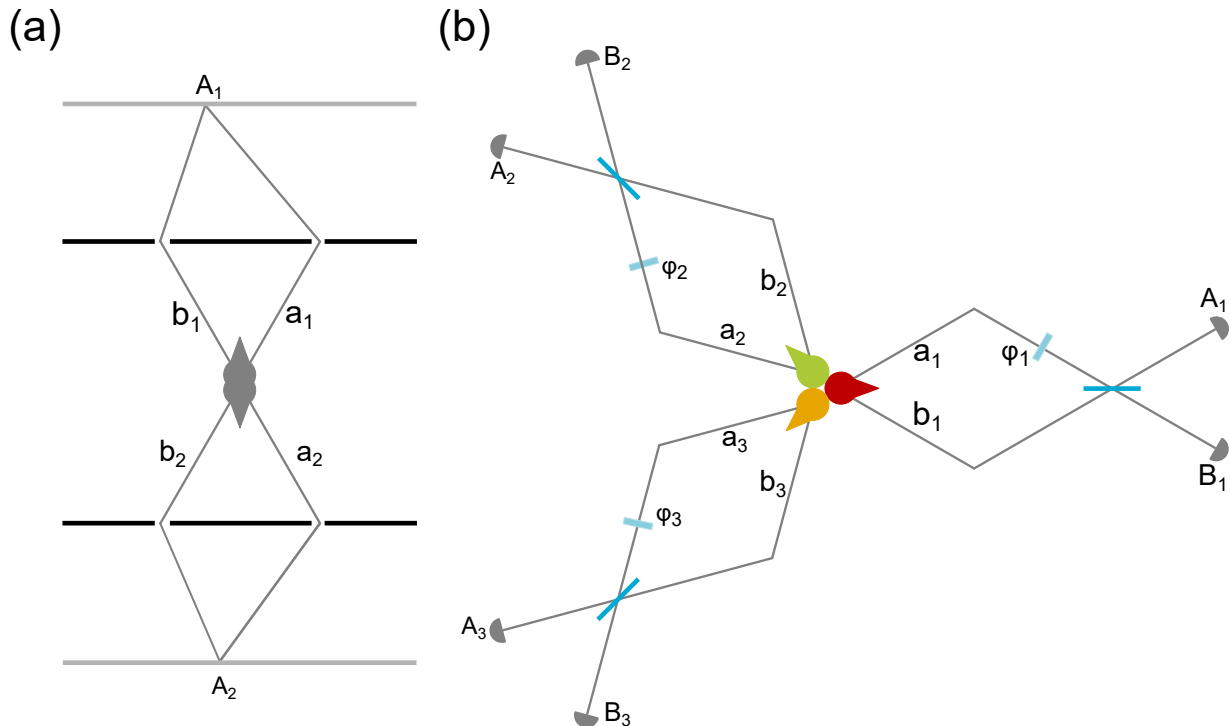 (a)
A₁
b₁
a₁
b₂
a₂
A₂
(b)
B₂
A₂
φ₂
b₂
a₂
a₁
φ₁
A₁
b₁
B₁
a₃
b₃
φ₃
A₃
B₃